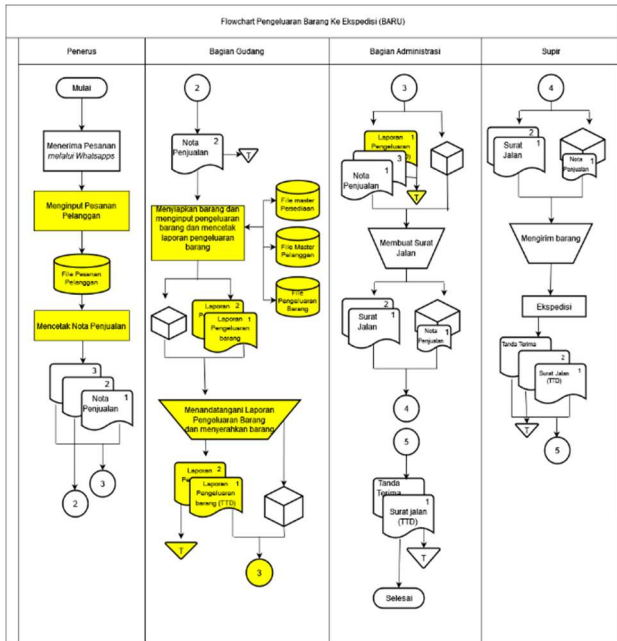 Flowchart Pengeluaran Barang Ke Ekspedisi (BARU)
Penerus
Bagian Gudang
Bagian Administrasi
Supir
Mulai
Menerima Pesanan
melalui Whatsapps
Menginput Pesanan
Pelanggan
File Pesanan
Pelanggan
Mencetak Nota Penjualan
3
2
Nota 1
Penjualan
3
2
2
Nota 2
Penjualan
T
Menyiapkan barang dan
menginput pengeluaran
barang dan mencetak
laporan pengeluaran
barang
File master
Persediaan
File Master
Pelanggan
File
Pengeluaran
Barang
Laporan 2
Laporan 1
Pengeluaran
barang
Menandatangani Laporan
Pengeluaran Barang
dan menyerahkan barang
Laporan 2
Laporan 1
Pengeluaran
barang (TTD)
T
3
3
Laporan 1
Pengeluaran
3
Nota 1
Penjualan
T
Membuat Surat
Jalan
2
Surat 1
Jalan
Nota 1
Penjualan
4
5
Tanda
Terima
Surat jalan 1
(TTD)
T
Selesai
4
2
Surat 1
Jalan
Nota 1
Penjualan
Mengirim barang
Ekspedisi
Tanda Terima
2
Surat Jalan 1
(TTD)
T
5